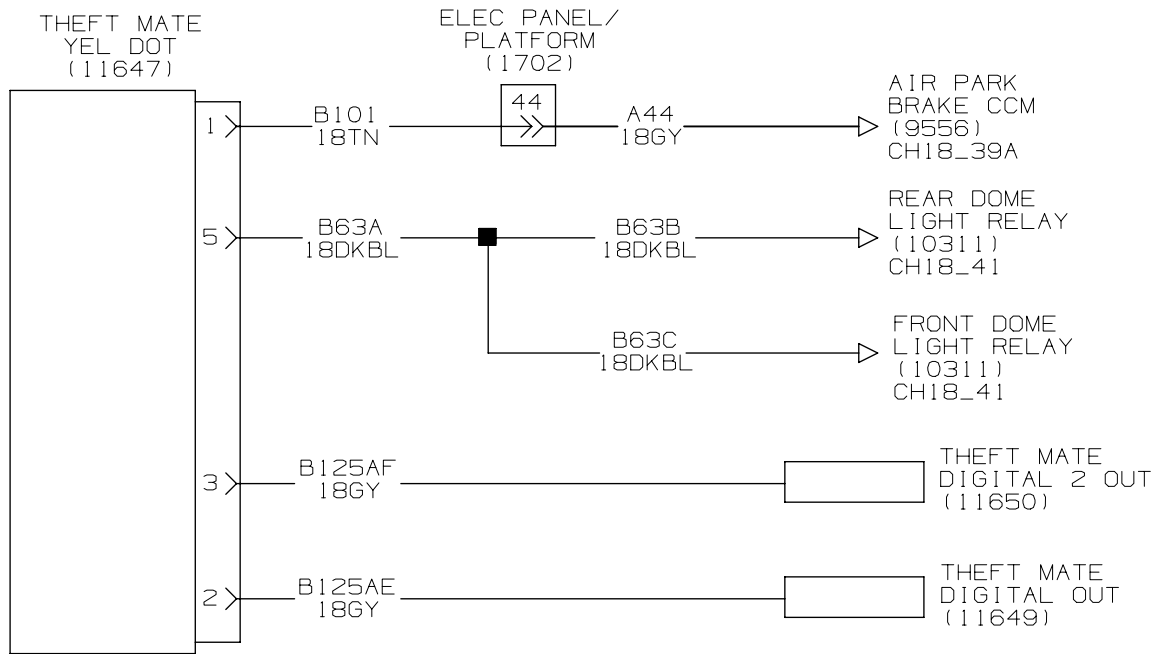 THEFT MATE
YEL DOT
(11647)
ELEC PANEL/
PLATFORM
(1702)
44
1
B101
18TN
A44
18GY
AIR PARK
BRAKE CCM
(9556)
CH18_39A
5
B63A
18DKBL
B63B
18DKBL
REAR DOME
LIGHT RELAY
(10311)
CH18_41
B63C
18DKBL
FRONT DOME
LIGHT RELAY
(10311)
CH18_41
3
B125AF
18GY
THEFT MATE
DIGITAL 2 OUT
(11650)
2
B125AE
18GY
THEFT MATE
DIGITAL OUT
(11649)